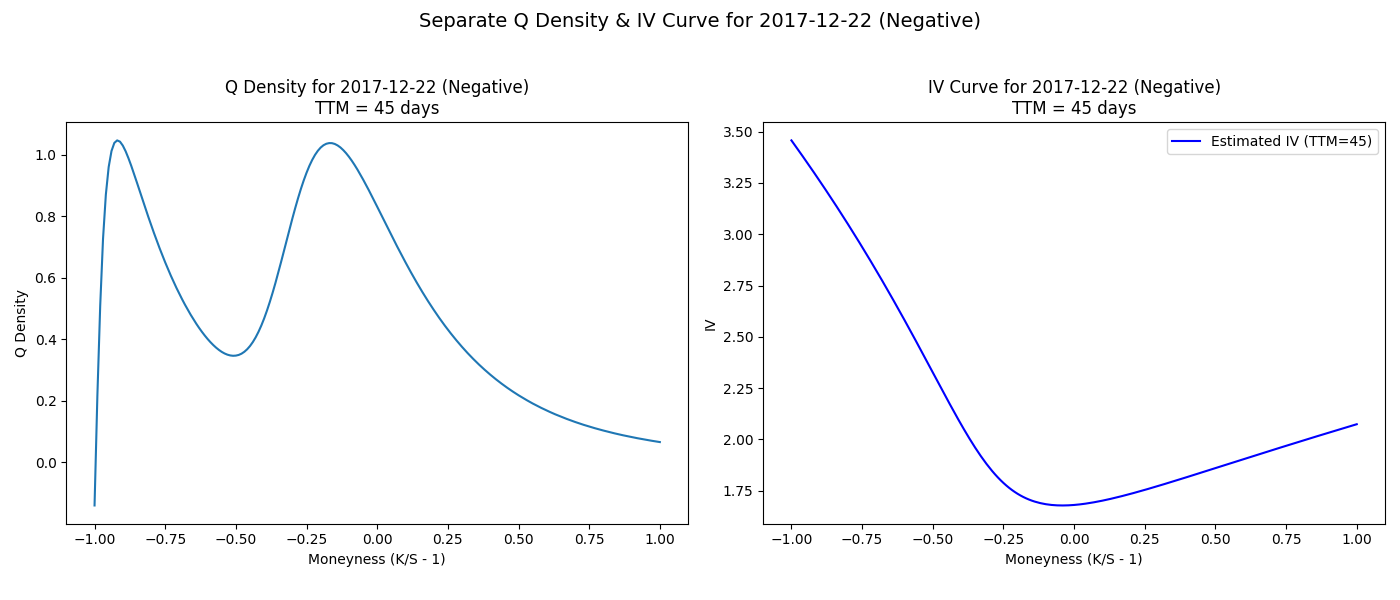 Separate Q Density & IV Curve for 2017-12-22 (Negative)
Q Density for 2017-12-22 (Negative)
TTM = 45 days
Q Density
1.0
0.8
0.6
0.4
0.2
0.0
−1.00 −0.75 −0.50 −0.25 0.00 0.25 0.50 0.75 1.00
Moneyness (K/S - 1)
IV Curve for 2017-12-22 (Negative)
TTM = 45 days
Estimated IV (TTM=45)
IV
3.50
3.25
3.00
2.75
2.50
2.25
2.00
1.75
−1.00 −0.75 −0.50 −0.25 0.00 0.25 0.50 0.75 1.00
Moneyness (K/S - 1)